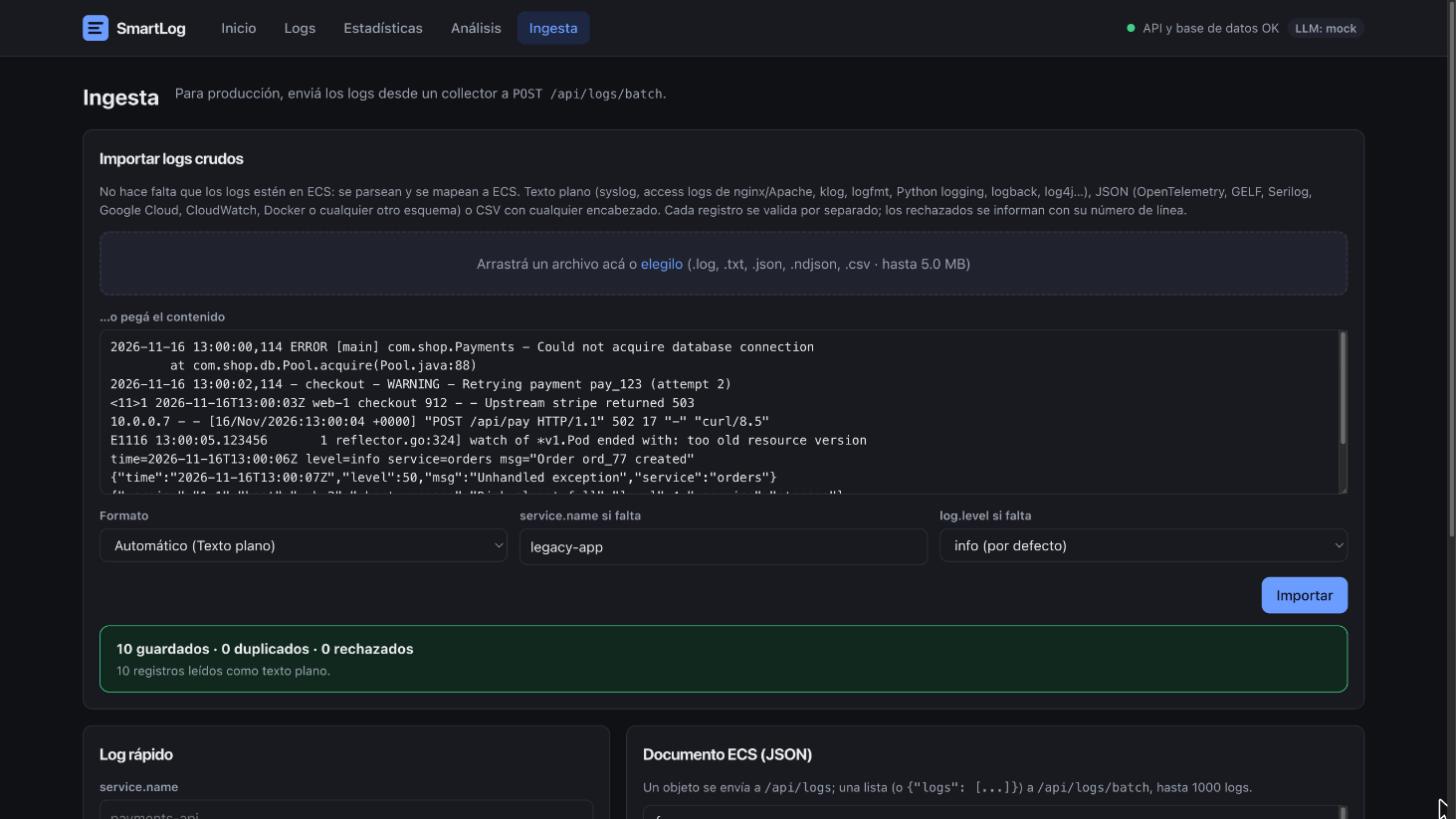 SmartLog Inicio Logs Estadísticas Análisis Ingesta API y base de datos OK LLM: mock
Ingesta Para producción, enviá los logs desde un collector a POST /api/logs/batch.
Importar logs crudos
No hace falta que los logs estén en ECS: se parsean y se mapean a ECS. Texto plano (syslog, access logs de nginx/Apache, klog, logfmt, Python logging, logback, log4j...), JSON (OpenTelemetry, GELF, Serilog,
Google Cloud, CloudWatch, Docker o cualquier otro esquema) o CSV con cualquier encabezado. Cada registro se valida por separado; los rechazados se informan con su número de línea.
Arrastrá un archivo acá o elegilo (.log, .txt, .json, .ndjson, .csv · hasta 5.0 MB)
...o pegá el contenido
2026-11-16 13:00:00,114 ERROR [main] com.shop.Payments - Could not acquire database connection
at com.shop.db.Pool.acquire(Pool.java:88)
2026-11-16 13:00:02,114 - checkout - WARNING - Retrying payment pay_123 (attempt 2)
<11>1 2026-11-16T13:00:03Z web-1 checkout 912 - - Upstream stripe returned 503
10.0.0.7 - - [16/Nov/2026:13:00:04 +0000] "POST /api/pay HTTP/1.1" 502 17 "-" "curl/8.5"
E1116 13:00:05.123456 1 reflector.go:324] watch of *v1.Pod ended with: too old resource version
time=2026-11-16T13:00:06Z level=info service=orders msg="Order ord_77 created"
{"time":"2026-11-16T13:00:07Z","level":50,"msg":"Unhandled exception","service":"orders"}
Formato service.name si falta log.level si falta
Automático (Texto plano) legacy-app info (por defecto)
Importar
10 guardados · 0 duplicados · 0 rechazados
10 registros leídos como texto plano.
Log rápido Documento ECS (JSON)
service.name Un objeto se envía a /api/logs; una lista (o {"logs": [...]}) a /api/logs/batch, hasta 1000 logs.
payments-api